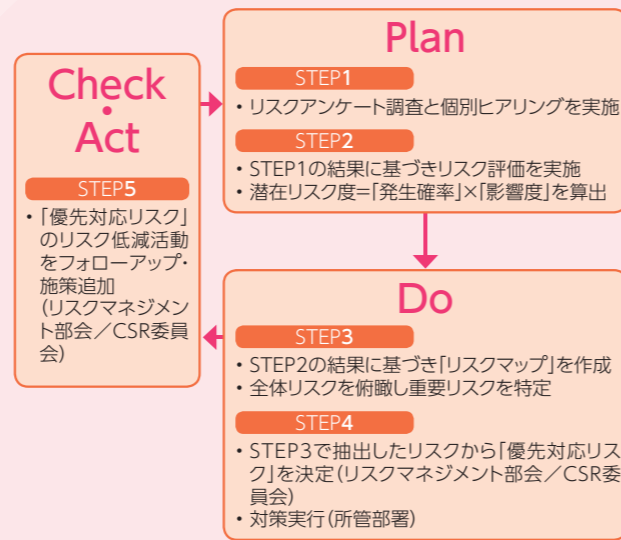 Plan
STEP1
・リスクアンケート調査と個別ヒアリングを実施
STEP2
・STEP1の結果に基づきリスク評価を実施
・潜在リスク度=「発生確率」×「影響度」を算出
Do
STEP3
・STEP2の結果に基づき「リスクマップ」を作成
・全体リスクを俯瞰し重要リスクを特定
STEP4
・STEP3で抽出したリスクから「優先対応リス
ク」を決定(リスクマネジメント部会／CSR委
員会)
・対策実行(所管部署)
Check
・
Act
STEP5
・「優先対応リスク」
のリスク低減活動
をフォローアップ・
施策追加
(リスクマネジメン
ト部会／CSR委員
会)